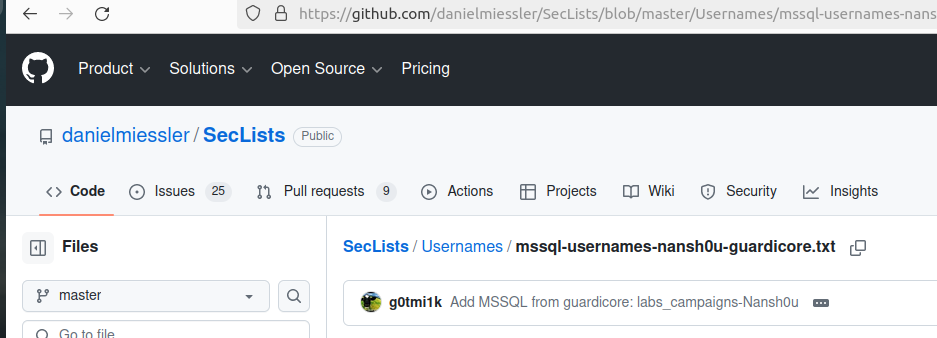 https://github.com/danielmiessler/SecLists/blob/master/Usernames/mssql-usernames-nans
Product Solutions Open Source Pricing
danielmiessler / SecLists Public
Code Issues 25 Pull requests 9 Actions Projects Wiki Security Insights
Files
SecLists / Usernames / mssql-usernames-nansh0u-guardicore.txt
master
g0tmi1k Add MSSQL from guardicore: labs_campaigns-Nansh0u
Go to file